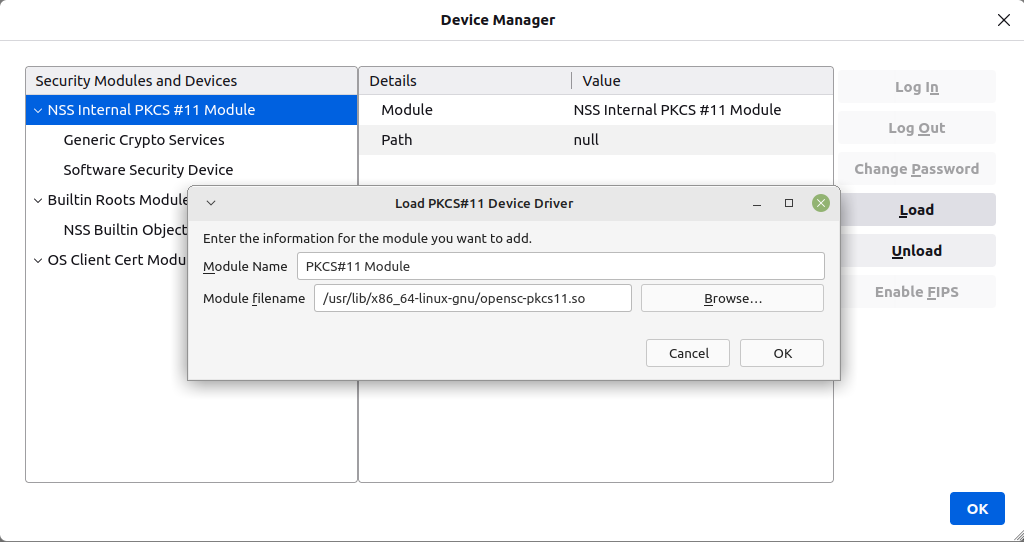 Device Manager
Security Modules and Devices
Details Value
NSS Internal PKCS #11 Module
Module NSS Internal PKCS #11 Module
Generic Crypto Services
Path null
Software Security Device
Builtin Roots Module
NSS Builtin Object
OS Client Cert Modu
Log In
Log Out
Change Password
Load
Unload
Enable FIPS
Load PKCS#11 Device Driver
Enter the information for the module you want to add.
Module Name PKCS#11 Module
Module filename /usr/lib/x86_64-linux-gnu/opensc-pkcs11.so Browse...
Cancel OK
OK